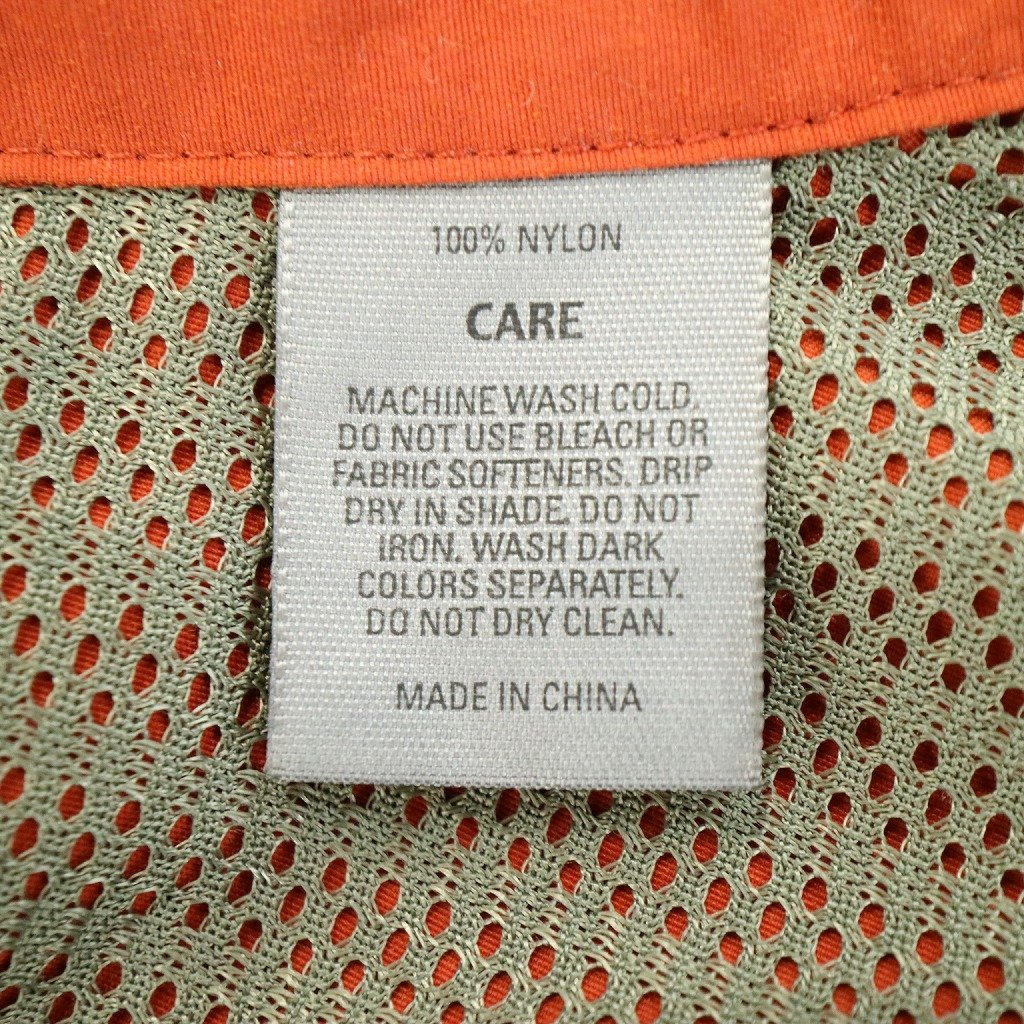 100% NYLON
CARE
MACHINE WASH COLD.
DO NOT USE BLEACH OR
FABRIC SOFTENERS. DRIP
DRY IN SHADE. DO NOT
IRON. WASH DARK
COLORS SEPARATELY.
DO NOT DRY CLEAN.
MADE IN CHINA